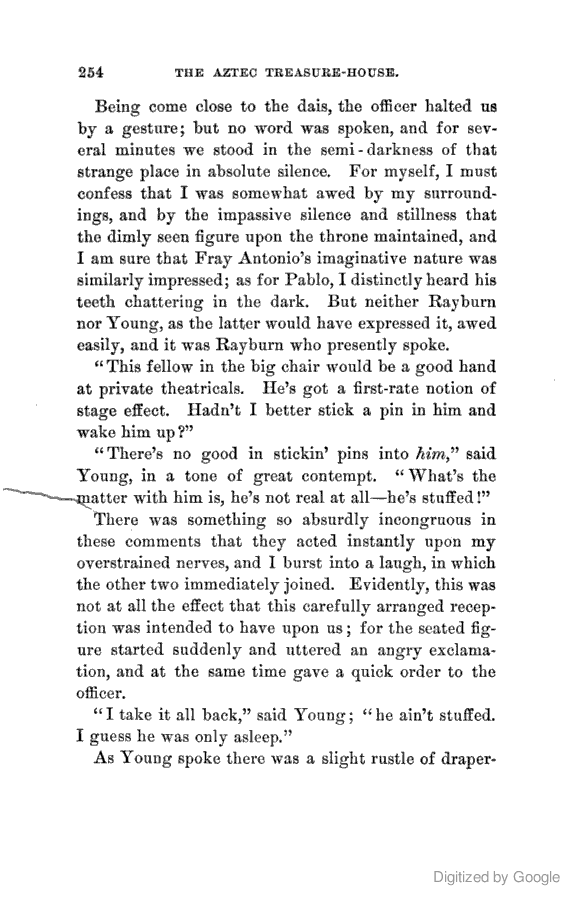 254 THE AZTEC TREASURE-HOUSE.
Being come close to the dais, the officer halted us
by a gesture; but no word was spoken, and for sev-
eral minutes we stood in the semi-darkness of that
strange place in absolute silence. For myself, I must
confess that I was somewhat awed by my surround-
ings, and by the impassive silence and stillness that
the dimly seen figure upon the throne maintained, and
I am sure that Fray Antonio's imaginative nature was
similarly impressed; as for Pablo, I distinctly heard his
teeth chattering in the dark. But neither Rayburn
nor Young, as the latter would have expressed it, awed
easily, and it was Rayburn who presently spoke.
"This fellow in the big chair would be a good hand
at private theatricals. He's got a first-rate notion of
stage effect. Hadn't I better stick a pin in him and
wake him up?"
"There's no good in stickin' pins into him," said
Young, in a tone of great contempt. "What's the
matter with him is, he's not real at all—he's stuffed!"
There was something so absurdly incongruous in
these comments that they acted instantly upon my
overstrained nerves, and I burst into a laugh, in which
the other two immediately joined. Evidently, this was
not at all the effect that this carefully arranged recep-
tion was intended to have upon us; for the seated fig-
ure started suddenly and uttered an angry exclama-
tion, and at the same time gave a quick order to the
officer.
"I take it all back," said Young; "he ain't stuffed.
I guess he was only asleep."
As Young spoke there was a slight rustle of draper-
Digitized by Google